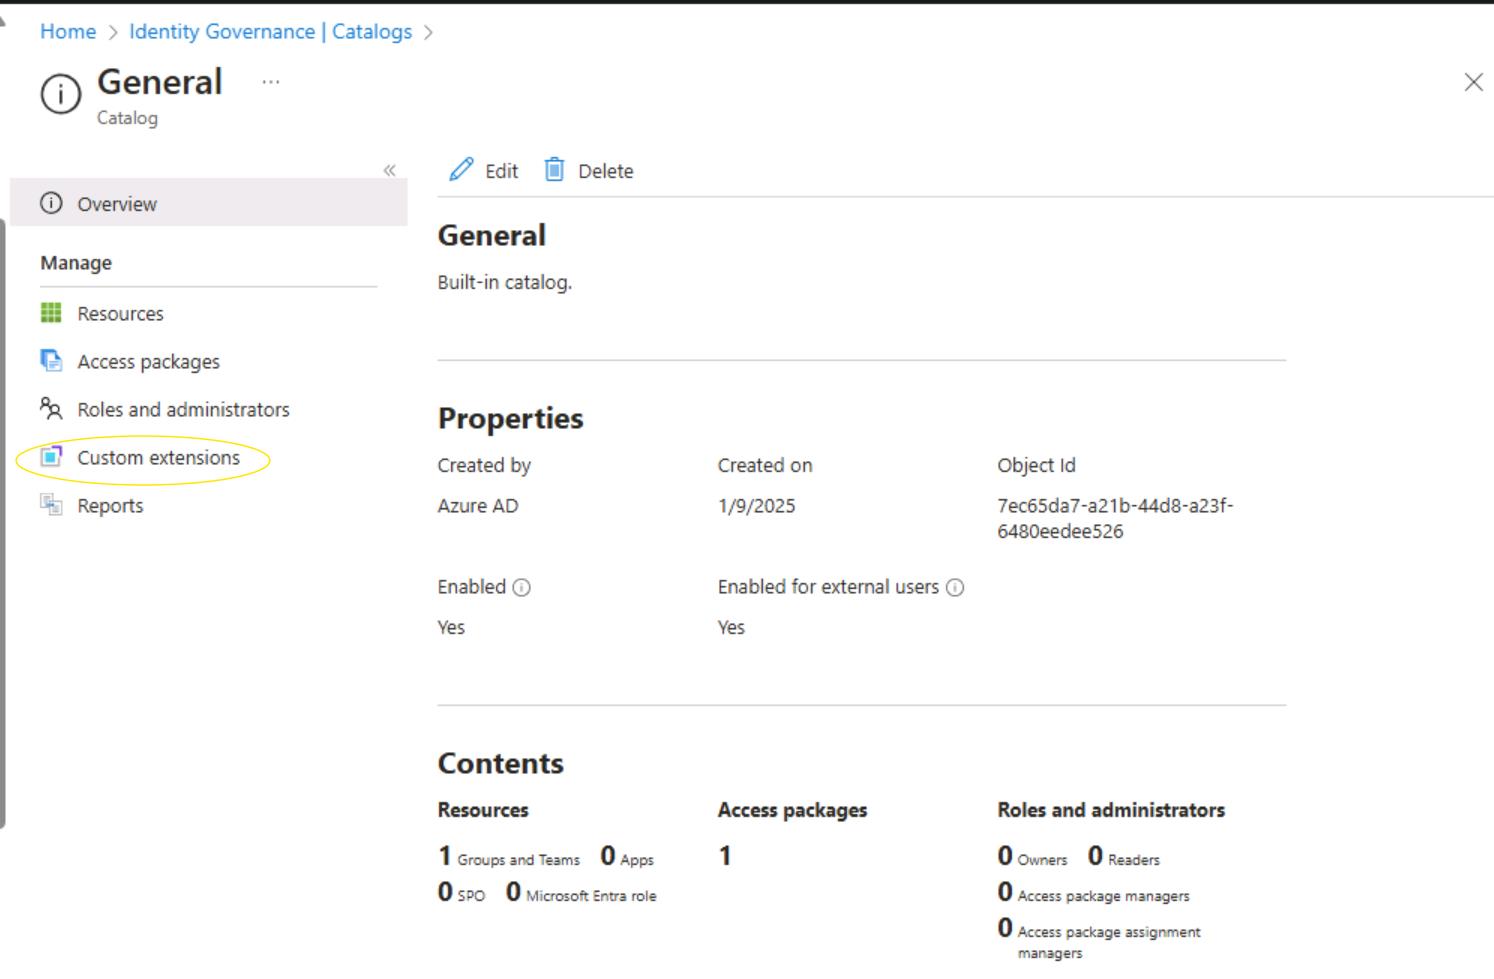 Home > Identity Governance | Catalogs >
General ...
Catalog
Overview
Manage
Resources
Access packages
Roles and administrators
Custom extensions
Reports
Edit Delete
General
Built-in catalog.
Properties
Created by Created on Object Id
Azure AD 1/9/2025 7ec65da7-a21b-44d8-a23f-
6480eedee526
Enabled Enabled for external users
Yes Yes
Contents
Resources Access packages Roles and administrators
1 Groups and Teams 0 Apps 1 0 Owners 0 Readers
0 SPO 0 Microsoft Entra role 0 Access package managers
0 Access package assignment
managers